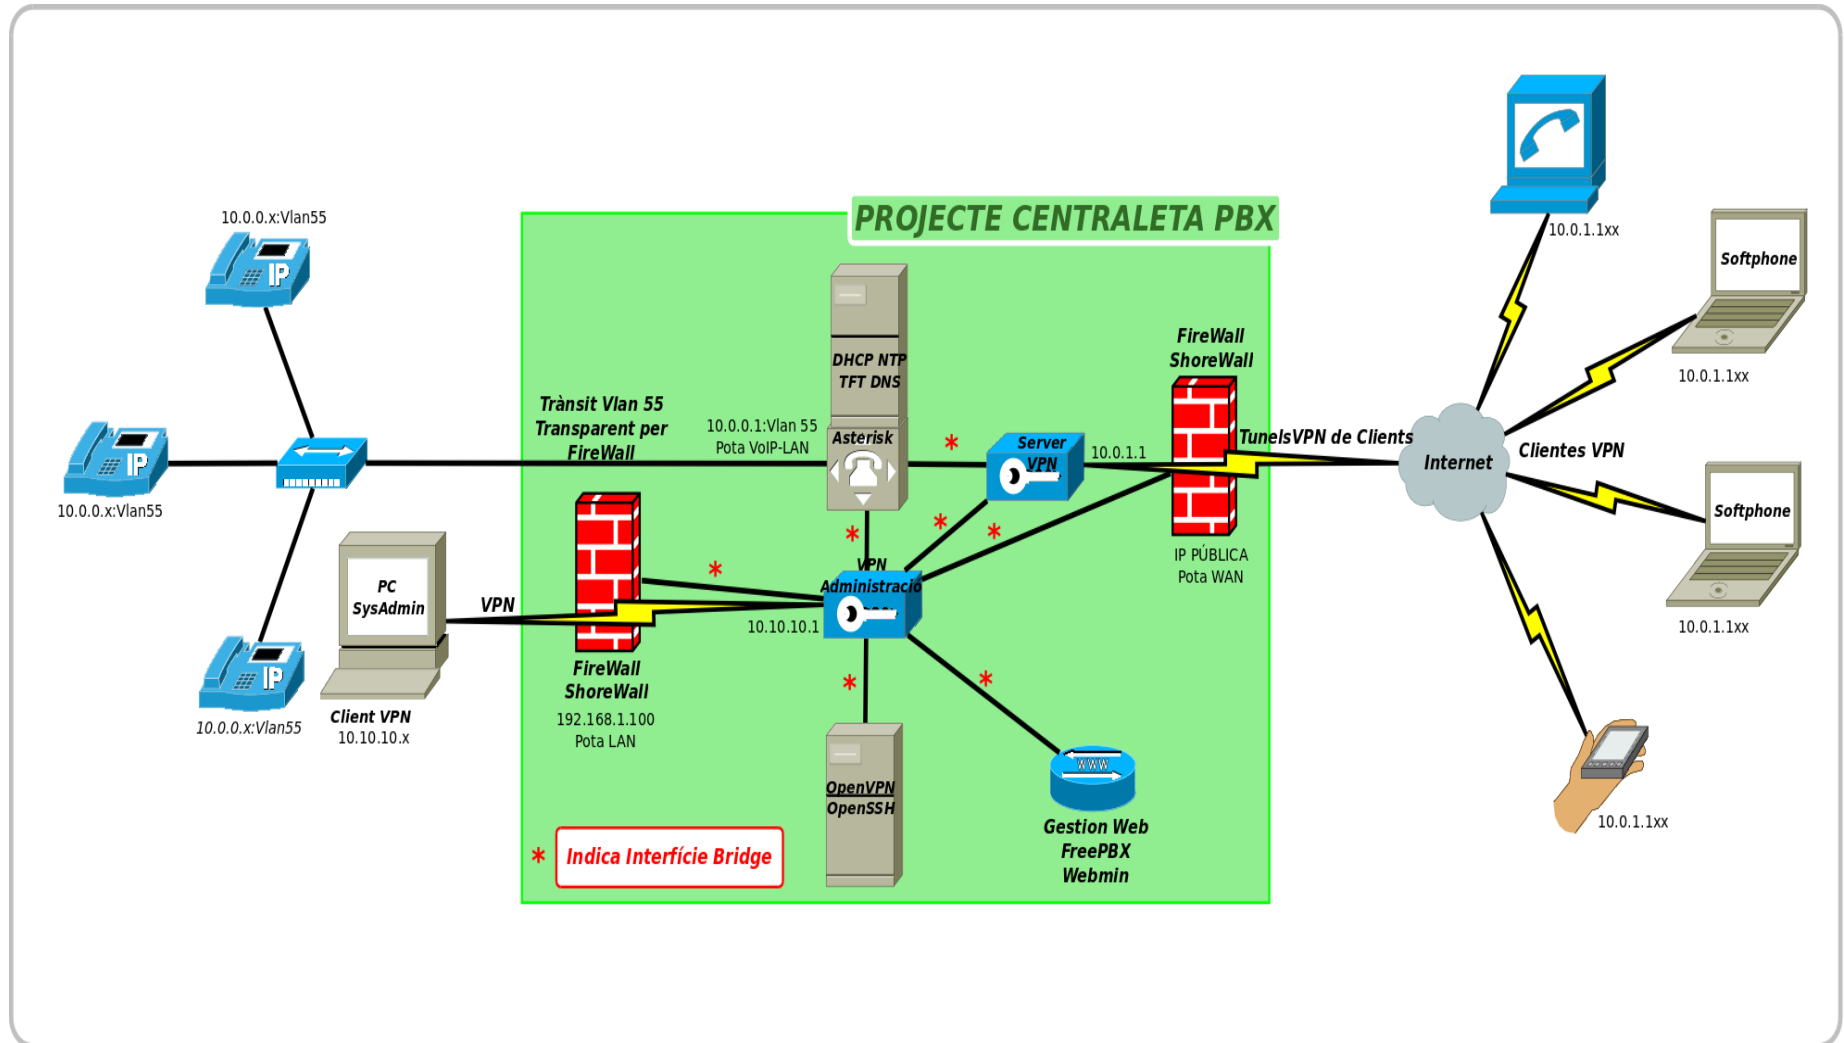 PROJECTE CENTRALETA PBX
10.0.0.x:Vlan55
IP
10.0.0.x:Vlan55
IP
10.0.0.x:Vlan55
IP
PC
SysAdmin
Client VPN
10.10.10.x
VPN
Trànsit Vlan 55
Transparent per
FireWall
FireWall
ShoreWall
192.168.1.100
Pota LAN
DHCP NTP
TFT DNS
10.0.0.1:Vlan 55
Pota VoIP-LAN
Asterisk
*
Server
VPN
10.0.1.1
*
*
*
*
VPN
Administració
10.10.10.1
*
*
OpenVPN
OpenSSH
WWW
Gestion Web
FreePBX
Webmin
* Indica Interfície Bridge
FireWall
ShoreWall
IP PÚBLICA
Pota WAN
TunelsVPN de Clients
Internet
Clientes VPN
10.0.1.1xx
Softphone
10.0.1.1xx
Softphone
10.0.1.1xx
10.0.1.1xx